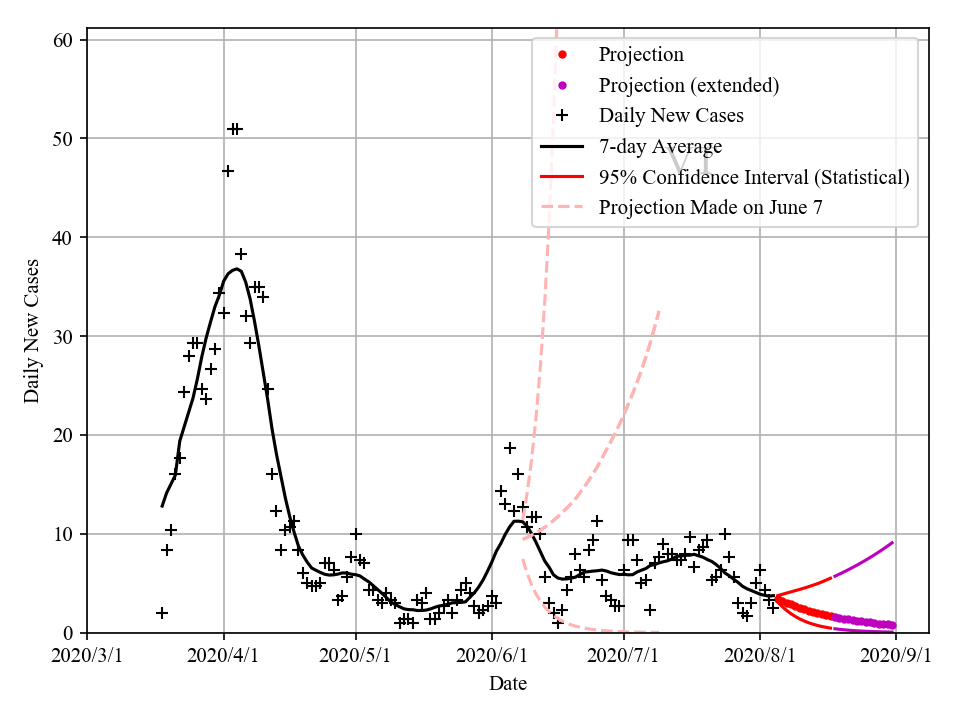 60
50
40
30
20
10
0
Daily New Cases
Projection
Projection (extended)
Daily New Cases
7-day Average
95% Confidence Interval (Statistical)
Projection Made on June 7
VT
2020/3/1 2020/4/1 2020/5/1 2020/6/1 2020/7/1 2020/8/1 2020/9/1
Date